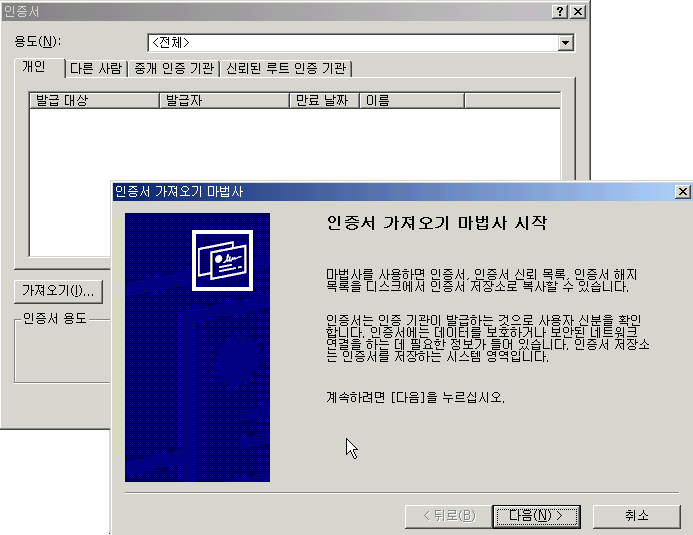 인증서
용도(N):
<전체>
개인
다른 사람
중개 인증 기관
신뢰된 루트 인증 기관
발급 대상
발급자
만료 날짜
이름
가져오기(I)...
인증서 용도
인증서 가져오기 마법사
인증서 가져오기 마법사 시작
마법사를 사용하면 인증서, 인증서 신뢰 목록, 인증서 해지
목록을 디스크에서 인증서 저장소로 복사할 수 있습니다.
인증서는 인증 기관이 발급하는 것으로 사용자 신분을 확인
합니다. 인증서에는 데이터를 보호하거나 보안된 네트워크
연결을 하는 데 필요한 정보가 들어 있습니다. 인증서 저장소
는 인증서를 저장하는 시스템 영역입니다.
계속하려면 [다음]을 누르십시오.
< 뒤로(B)
다음(N) >
취소